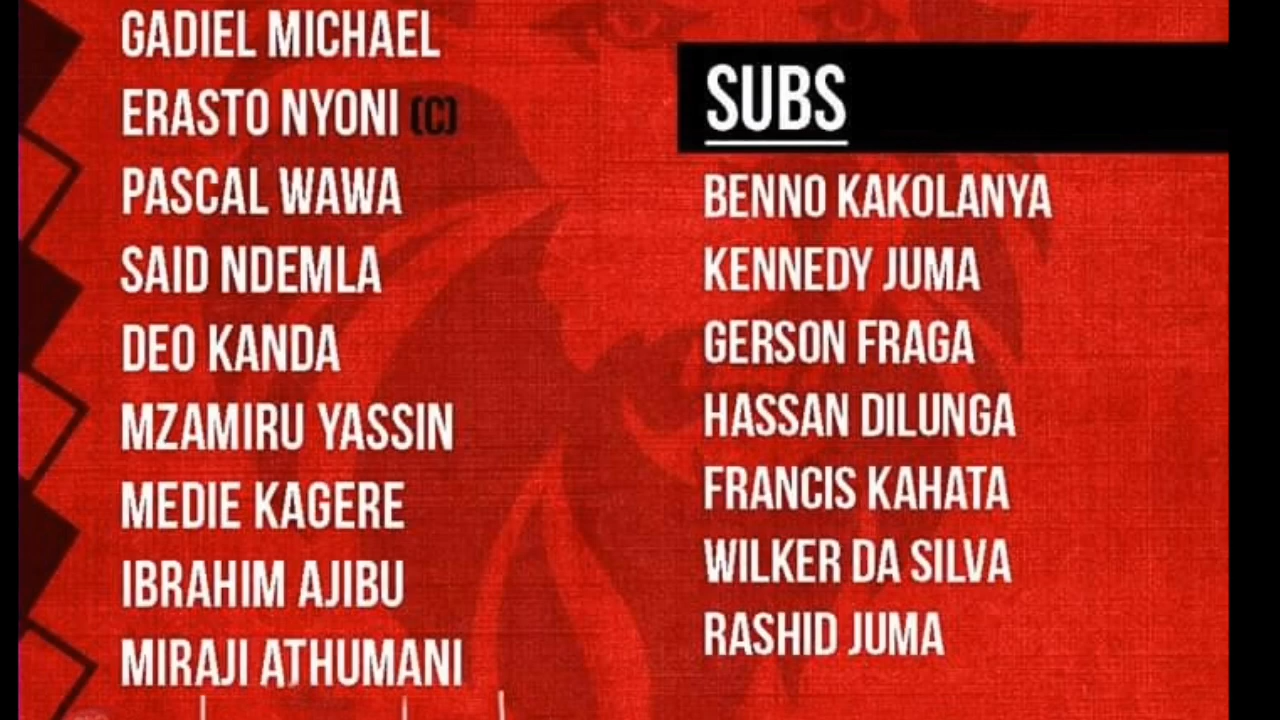 GADIEL MICHAEL
ERASTO NYONI (C)
PASCAL WAWA
SAID NDEMLA
DEO KANDA
MZAMIRU YASSIN
MEDIE KAGERE
IBRAHIM AJIBU
MIRAJI ATHUMANI
SUBS
BENNO KAKOLANYA
KENNEDY JUMA
GERSON FRAGA
HASSAN DILUNGA
FRANCIS KAHATA
WILKER DA SILVA
RASHID JUMA